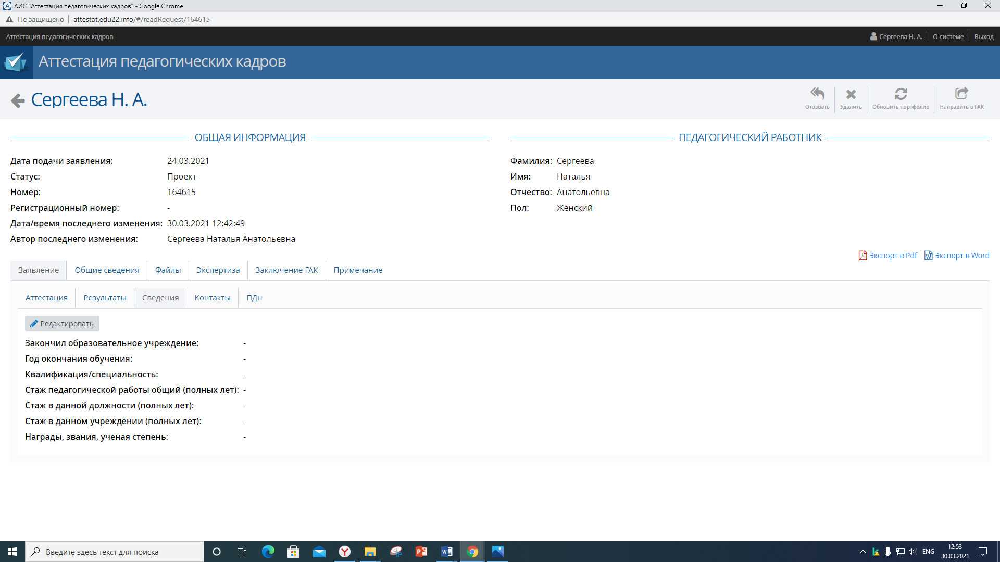 АИС "Аттестация педагогических кадров" - Google Chrome
Не защищено attestat.edu22.info/#/readRequest/164615
Аттестация педагогических кадров Сергеева Н. А. О системе Выход
Аттестация педагогических кадров
Сергеева Н. А.
Отозвать Удалить Обновить портфолио Направить в ГАК
ОБЩАЯ ИНФОРМАЦИЯ
Дата подачи заявления: 24.03.2021
Статус: Проект
Номер: 164615
Регистрационный номер: -
Дата/время последнего изменения: 30.03.2021 12:42:49
Автор последнего изменения: Сергеева Наталья Анатольевна
ПЕДАГОГИЧЕСКИЙ РАБОТНИК
Фамилия: Сергеева
Имя: Наталья
Отчество: Анатольевна
Пол: Женский
Экспорт в Pdf Экспорт в Word
Заявление Общие сведения Файлы Экспертиза Заключение ГАК Примечание
Аттестация Результаты Сведения Контакты ПДн
Редактировать
Закончил образовательное учреждение: -
Год окончания обучения: -
Квалификация/специальность: -
Стаж педагогической работы общий (полных лет): -
Стаж в данной должности (полных лет): -
Стаж в данном учреждении (полных лет): -
Награды, звания, ученая степень: -
Введите здесь текст для поиска
ENG
12:53
30.03.2021